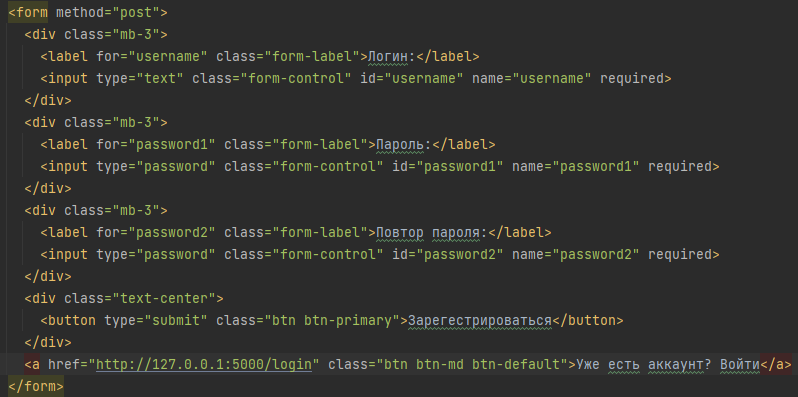 <form method="post">
<div class="mb-3">
<label for="username" class="form-label">Логин:</label>
<input type="text" class="form-control" id="username" name="username" required>
</div>
<div class="mb-3">
<label for="password1" class="form-label">Пароль:</label>
<input type="password" class="form-control" id="password1" name="password1" required>
</div>
<div class="mb-3">
<label for="password2" class="form-label">Повтор пароля:</label>
<input type="password" class="form-control" id="password2" name="password2" required>
</div>
<div class="text-center">
<button type="submit" class="btn btn-primary">Зарегестрироваться</button>
</div>
<a href="http://127.0.0.1:5000/login" class="btn btn-md btn-default">Уже есть аккаунт? Войти</a>
</form>